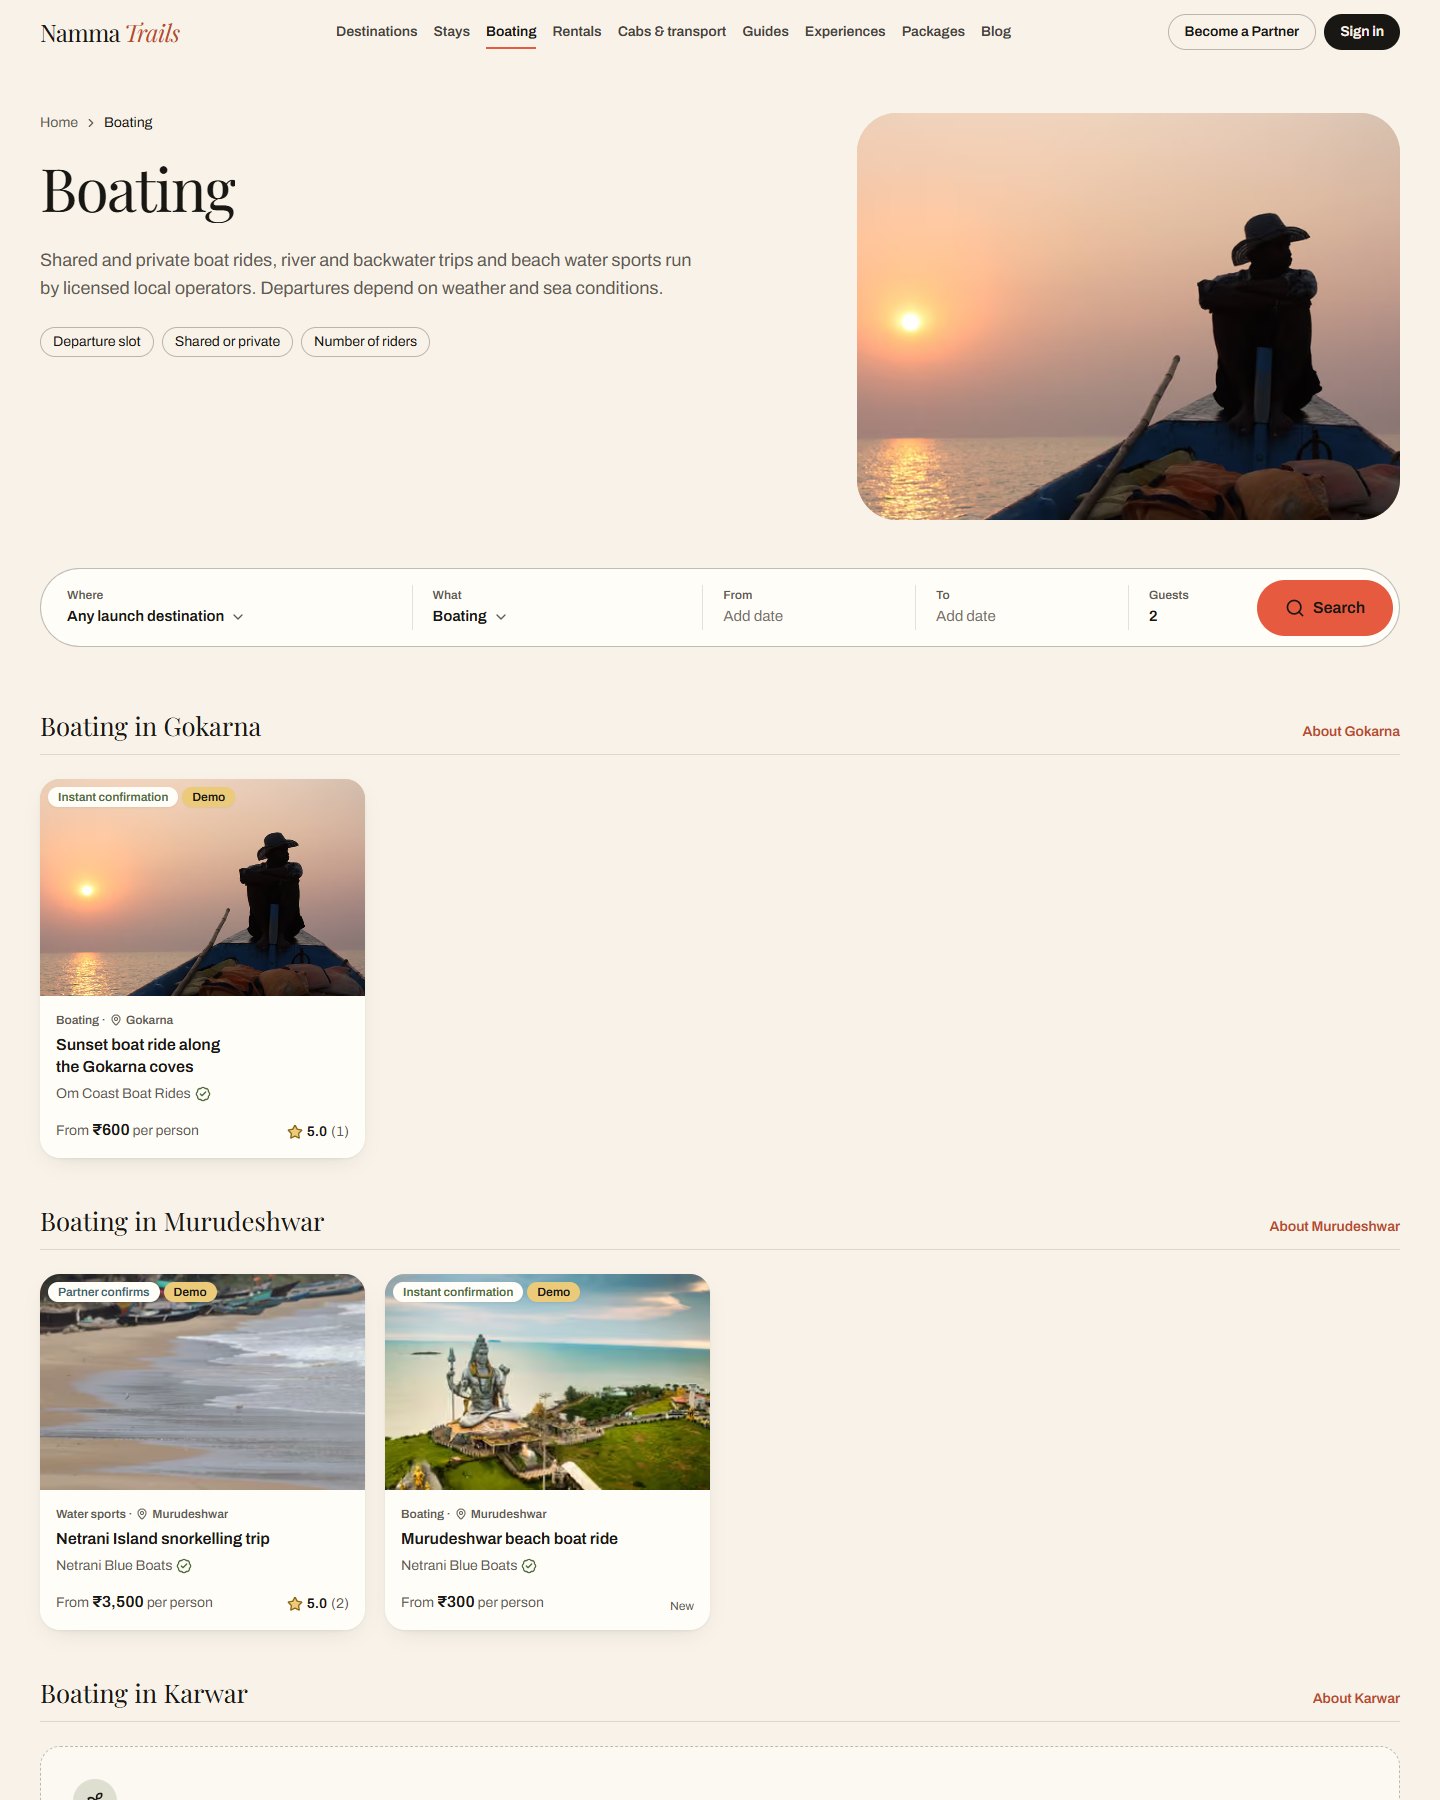 Namma Trails
Destinations Stays Boating Rentals Cabs & transport Guides Experiences Packages Blog
Become a Partner Sign in
Home > Boating
Boating
Shared and private boat rides, river and backwater trips and beach water sports run
by licensed local operators. Departures depend on weather and sea conditions.
Departure slot Shared or private Number of riders
Where What From To Guests
Any launch destination Boating Add date Add date 2
Search
Boating in Gokarna
About Gokarna
Instant confirmation Demo
Boating · Gokarna
Sunset boat ride along
the Gokarna coves
Om Coast Boat Rides
From ₹600 per person 5.0 (1)
Boating in Murudeshwar
About Murudeshwar
Partner confirms Demo
Water sports · Murudeshwar
Netrani Island snorkelling trip
Netrani Blue Boats
From ₹3,500 per person 5.0 (2)
Instant confirmation Demo
Boating · Murudeshwar
Murudeshwar beach boat ride
Netrani Blue Boats
From ₹300 per person New
Boating in Karwar
About Karwar